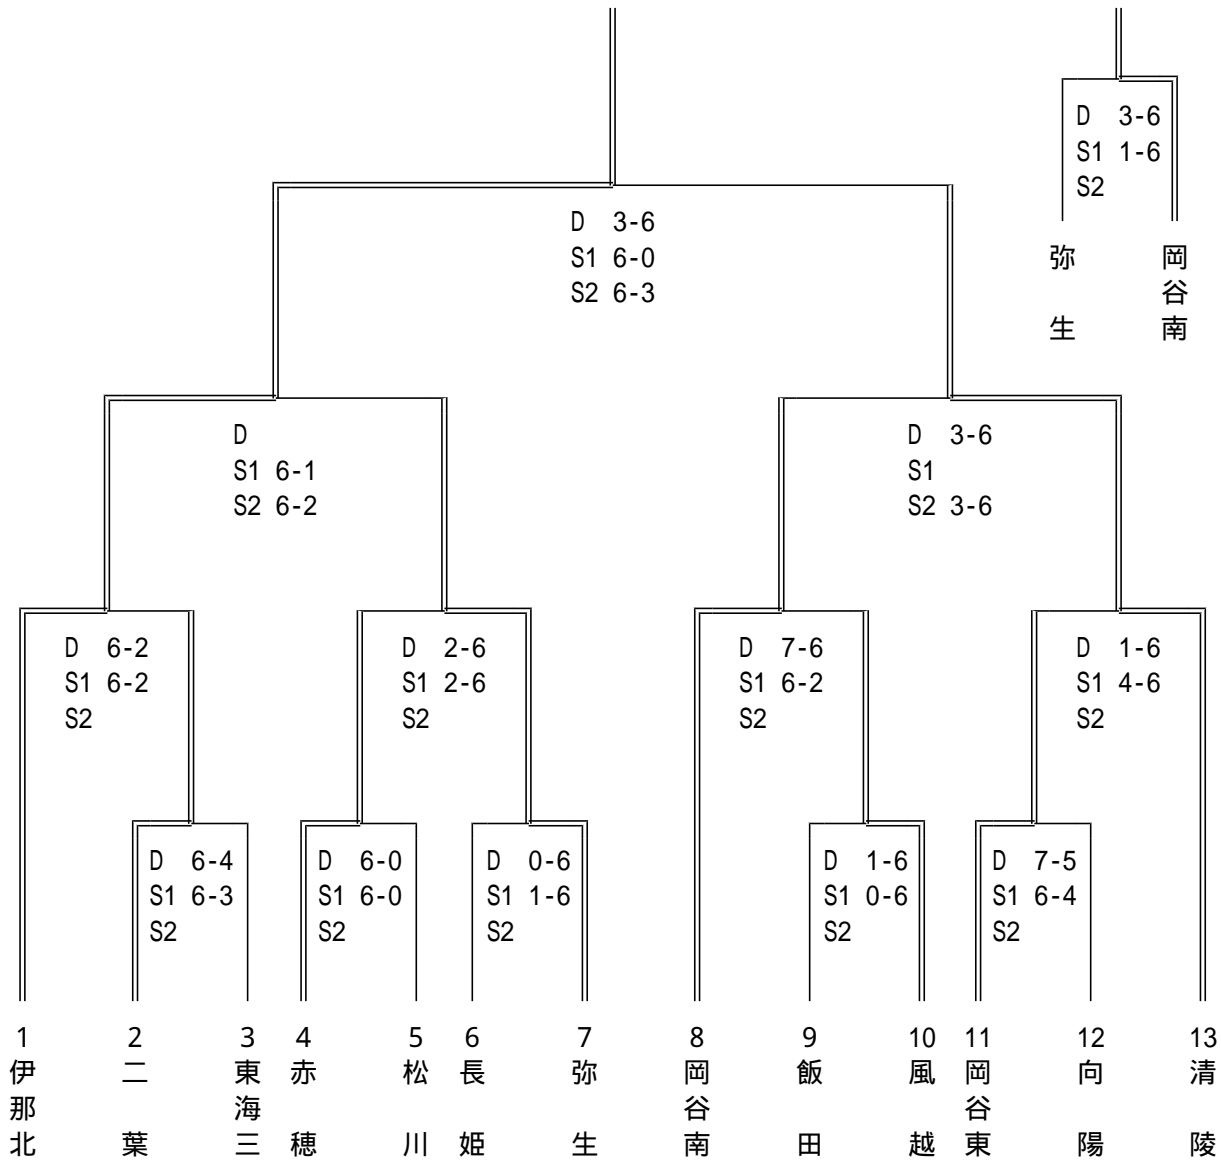 D 3-6
S1 1-6
S2
弥生
岡谷南
D 3-6
S1 6-0
S2 6-3
D
S1 6-1
S2 6-2
D 3-6
S1
S2 3-6
D 6-2
S1 6-2
S2
D 2-6
S1 2-6
S2
D 7-6
S1 6-2
S2
D 1-6
S1 4-6
S2
D 6-4
S1 6-3
S2
D 6-0
S1 6-0
S2
D 0-6
S1 1-6
S2
D 1-6
S1 0-6
S2
D 7-5
S1 6-4
S2
1 伊那北
2 二葉
3 東海三
4 赤穂
5 松川
6 長姫
7 弥生
8 岡谷南
9 飯田
10 風越
11 岡谷東
12 向陽
13 清陵